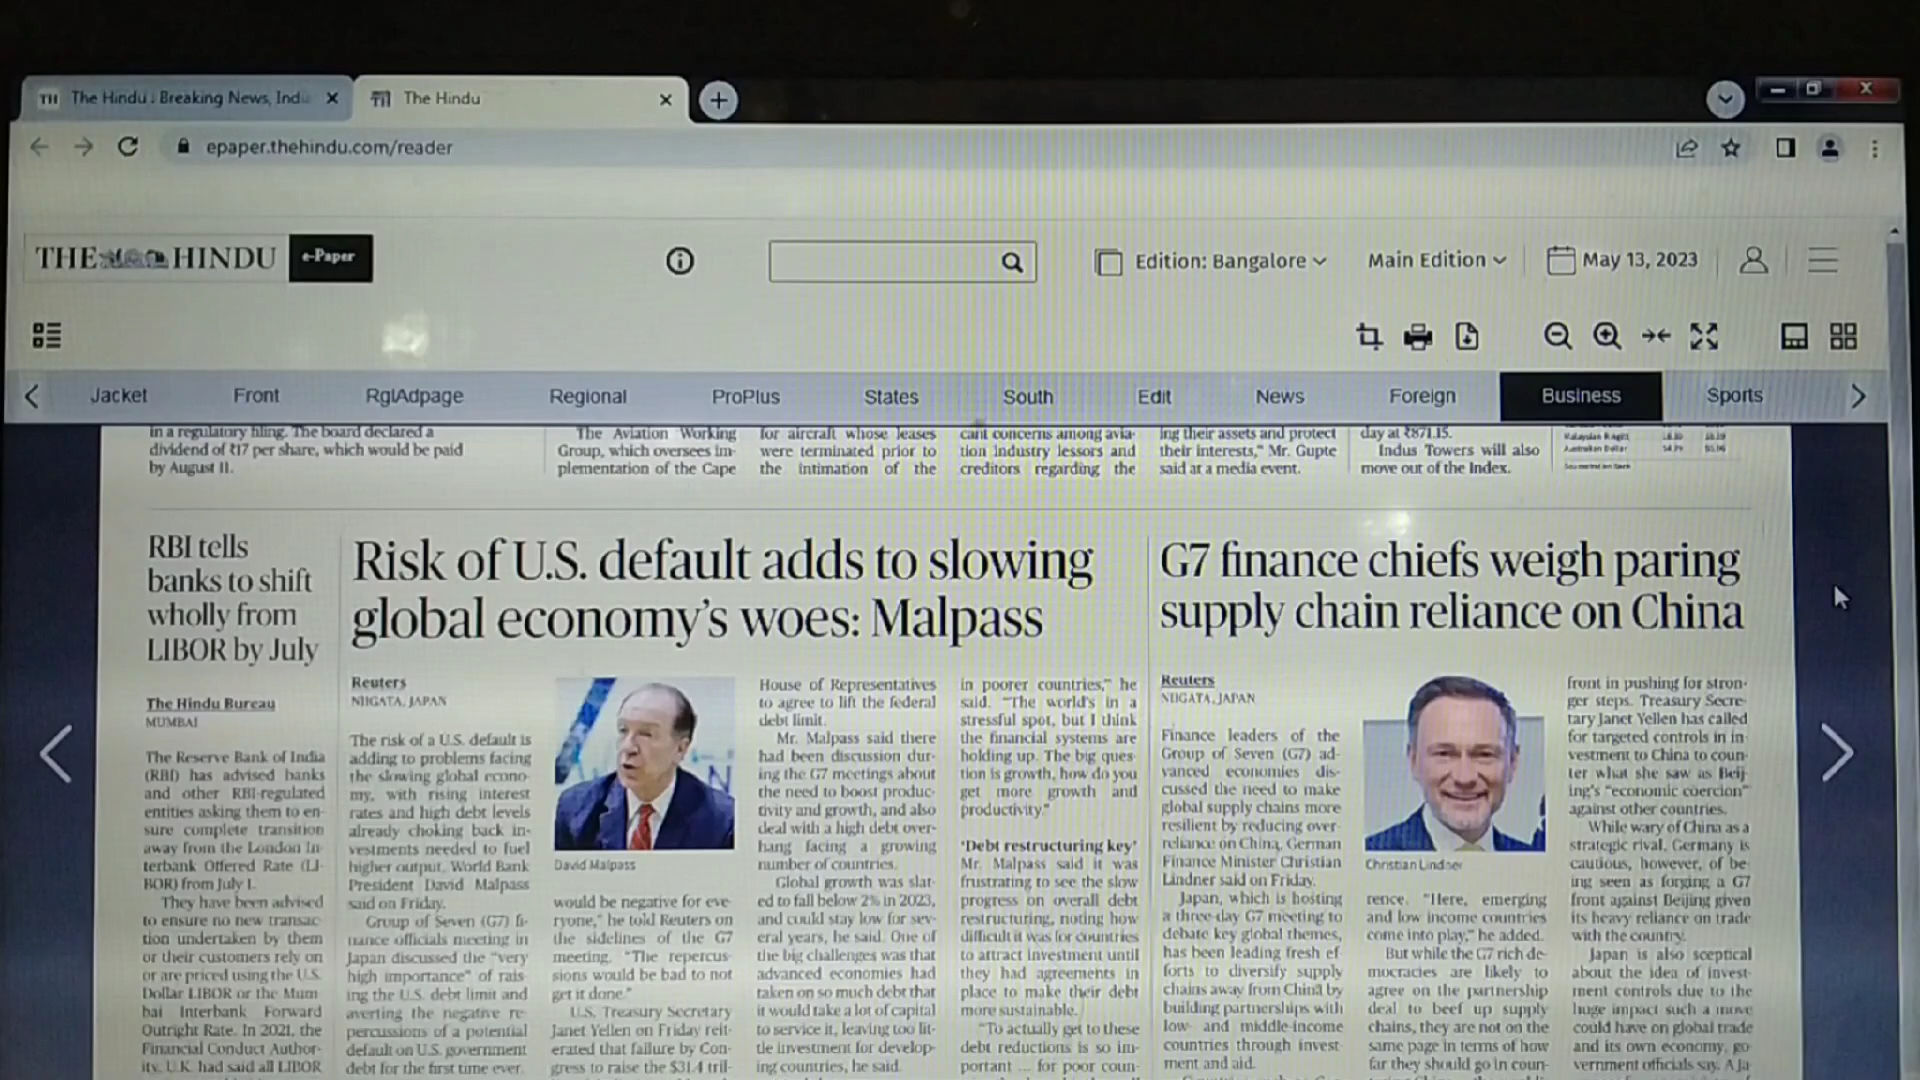 The Hindu : Breaking News, Indi
The Hindu
epaper.thehindu.com/reader
THE HINDU
e-Paper
Edition: Bangalore
Main Edition
May 13, 2023
Jacket
Front
RglAdpage
Regional
ProPlus
States
South
Edit
News
Foreign
Business
Sports
in a regulatory filing. The board declared a
dividend of ₹17 per share, which would be paid
by August 11.
The Aviation Working
Group, which oversees im-
plementation of the Cape
for aircraft whose leases
were terminated prior to
the intimation of the
cant concerns among avia-
tion industry lessors and
creditors regarding the
ing their assets and protect
their interests," Mr. Gupte
said at a media event.
day at ₹871.15.
Indus Towers will also
move out of the Index.
Australian Dollar
RBI tells
banks to shift
wholly from
LIBOR by July
The Hindu Bureau
MUMBAI
The Reserve Bank of India
(RBI) has advised banks
and other RBI-regulated
entities asking them to en-
sure complete transition
away from the London In-
terbank Offered Rate (LI-
BOR) from July 1.
They have been advised
to ensure no new transac-
tion undertaken by them
or their customers rely on
or are priced using the U.S.
Dollar LIBOR or the Mum-
bai Interbank Forward
Outright Rate. In 2021, the
Financial Conduct Author-
ity, U.K. had said all LIBOR
Risk of U.S. default adds to slowing
global economy's woes: Malpass
Reuters
NIIGATA, JAPAN
The risk of a U.S. default is
adding to problems facing
the slowing global econo-
my, with rising interest
rates and high debt levels
already choking back in-
vestments needed to fuel
higher output, World Bank
President David Malpass
said on Friday.
Group of Seven (G7) fi-
nance officials meeting in
Japan discussed the "very
high importance" of rais-
ing the U.S. debt limit and
averting the negative re-
percussions of a potential
default on U.S. government
debt for the first time ever.
David Malpass
would be negative for eve-
ryone," he told Reuters on
the sidelines of the G7
meeting. "The repercus-
sions would be bad to not
get it done."
U.S. Treasury Secretary
Janet Yellen on Friday reit-
erated that failure by Con-
gress to raise the $31.4 tril-
House of Representatives
to agree to lift the federal
debt limit.
Mr. Malpass said there
had been discussion dur-
ing the G7 meetings about
the need to boost produc-
tivity and growth, and also
deal with a high debt over-
hang facing a growing
number of countries.
Global growth was slat-
ed to fall below 2% in 2023,
and could stay low for sev-
eral years, he said. One of
the big challenges was that
advanced economies had
taken on so much debt that
it would take a lot of capital
to service it, leaving too lit-
tle investment for develop-
ing countries, he said.
in poorer countries," he
said. "The world's in a
stressful spot, but I think
the financial systems are
holding up. The big ques-
tion is growth, how do you
get more growth and
productivity."
'Debt restructuring key'
Mr. Malpass said it was
frustrating to see the slow
progress on overall debt
restructuring, noting how
difficult it was for countries
to attract investment until
they had agreements in
place to make their debt
more sustainable.
"To actually get to these
debt reductions is so im-
portant ... for poor coun-
G7 finance chiefs weigh paring
supply chain reliance on China
Reuters
NIIGATA, JAPAN
Finance leaders of the
Group of Seven (G7) ad-
vanced economies dis-
cussed the need to make
global supply chains more
resilient by reducing over-
reliance on China, German
Finance Minister Christian
Lindner said on Friday.
Japan, which is hosting
a three-day G7 meeting to
debate key global themes,
has been leading fresh ef-
forts to diversify supply
chains away from China by
building partnerships with
low- and middle-income
countries through invest-
ment and aid.
Christian Lindner
rence. "Here, emerging
and low income countries
come into play," he added.
But while the G7 rich de-
mocracies are likely to
agree on the partnership
deal to beef up supply
chains, they are not on the
same page in terms of how
far they should go in coun-
front in pushing for stron-
ger steps. Treasury Secre-
tary Janet Yellen has called
for targeted controls in in-
vestment to China to coun-
ter what she saw as Beij-
ing's "economic coercion"
against other countries.
While wary of China as a
strategic rival, Germany is
cautious, however, of be-
ing seen as forging a G7
front against Beijing given
its heavy reliance on trade
with the country.
Japan is also sceptical
about the idea of invest-
ment controls due to the
huge impact such a move
could have on global trade
and its own economy, go-
vernment officials say. A Ja-